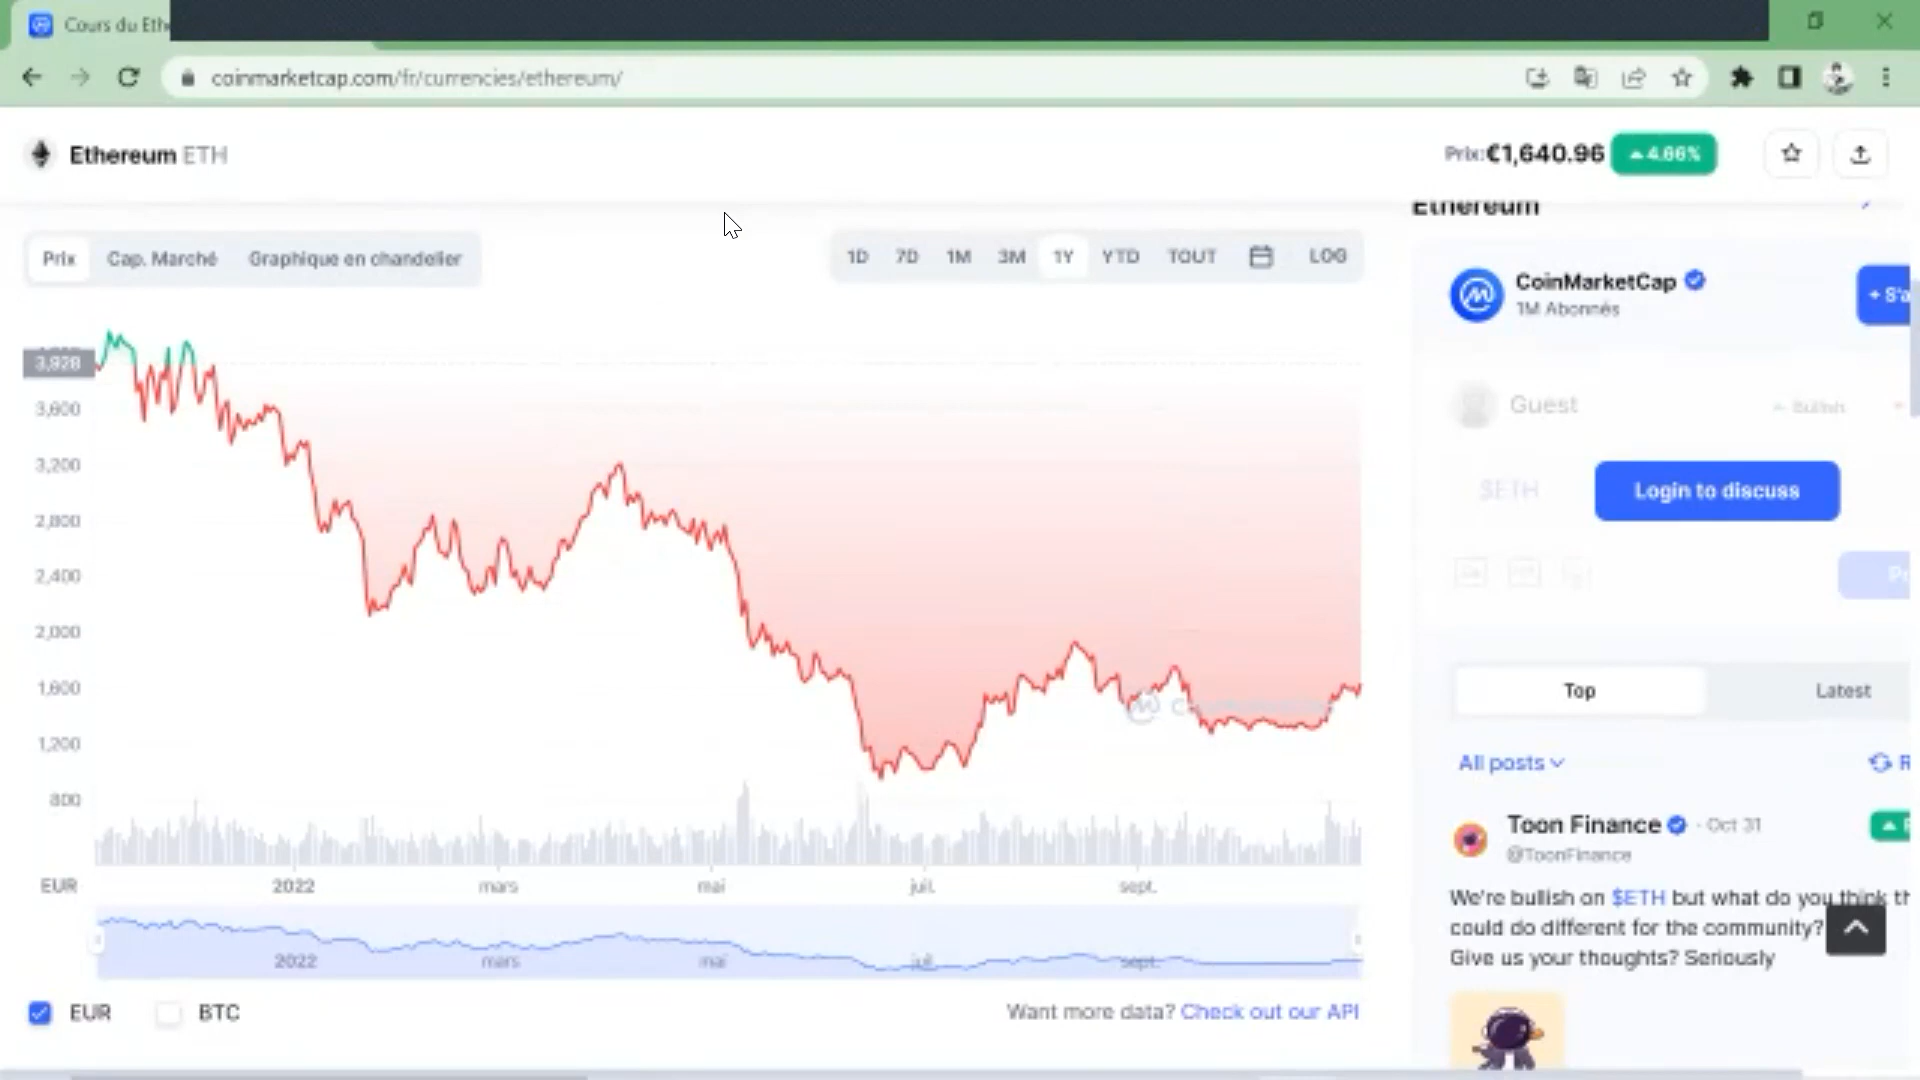 Cours du Eth
coinmarketcap.com/fr/currencies/ethereum/
Ethereum ETH
Prix:€1,640.96 4.66%
Ethereum
Prix Cap. Marché Graphique en chandelier
1D 7D 1M 3M 1Y YTD TOUT LOG
CoinMarketCap
1M Abonnés
+ S'a
3,928
3,600
3,200
2,800
2,400
2,000
1,600
1,200
800
EUR 2022 mars mai juil. sept.
2022 mars mai juil. sept.
EUR BTC
Want more data? Check out our API
Guest Bullish
$ETH Login to discuss
Top Latest
All posts R
Toon Finance · Oct 31
@ToonFinance
We're bullish on $ETH but what do you think th
could do different for the community?
Give us your thoughts? Seriously